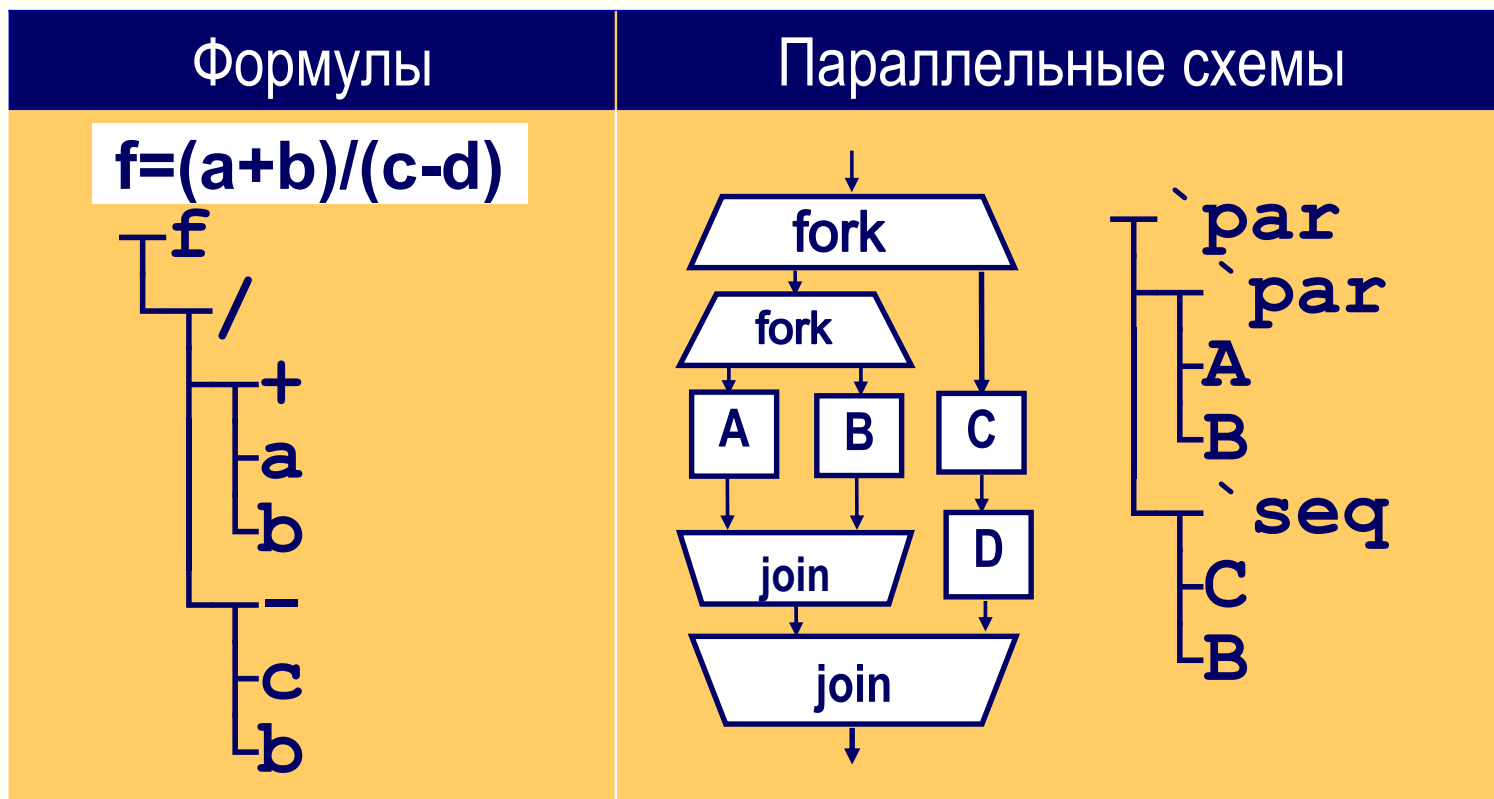 Формулы
Параллельные схемы
f=(a+b)/(c-d)
f
/
+
a
b
-
c
b
fork
fork
A
B
C
D
join
join
`par
`par
A
B
`seq
C
B